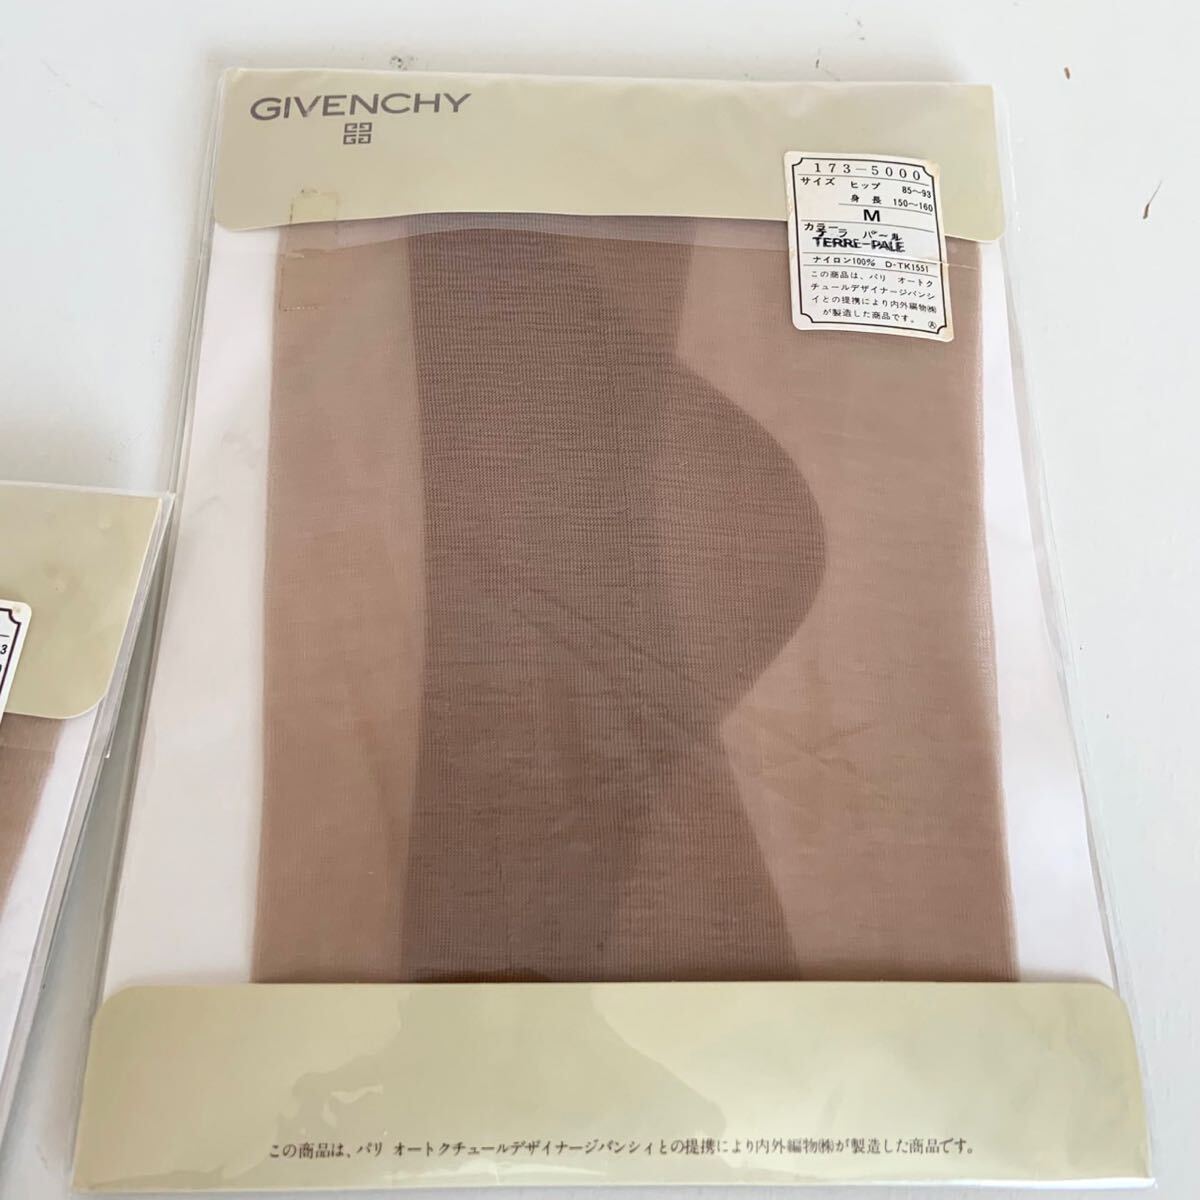 GIVENCHY
173-5000
サイズ ヒップ 85〜93
身長 150〜160
M
カラー
テラ パール
TERRE-PALE
ナイロン100% D・TK1551
この商品は、パリ オートク
チュールデザイナージバンシ
イとの提携により内外編物㈱
が製造した商品です。 Ⓐ
3
この商品は、パリ オートクチュールデザイナージバンシィとの提携により内外編物㈱が製造した商品です。